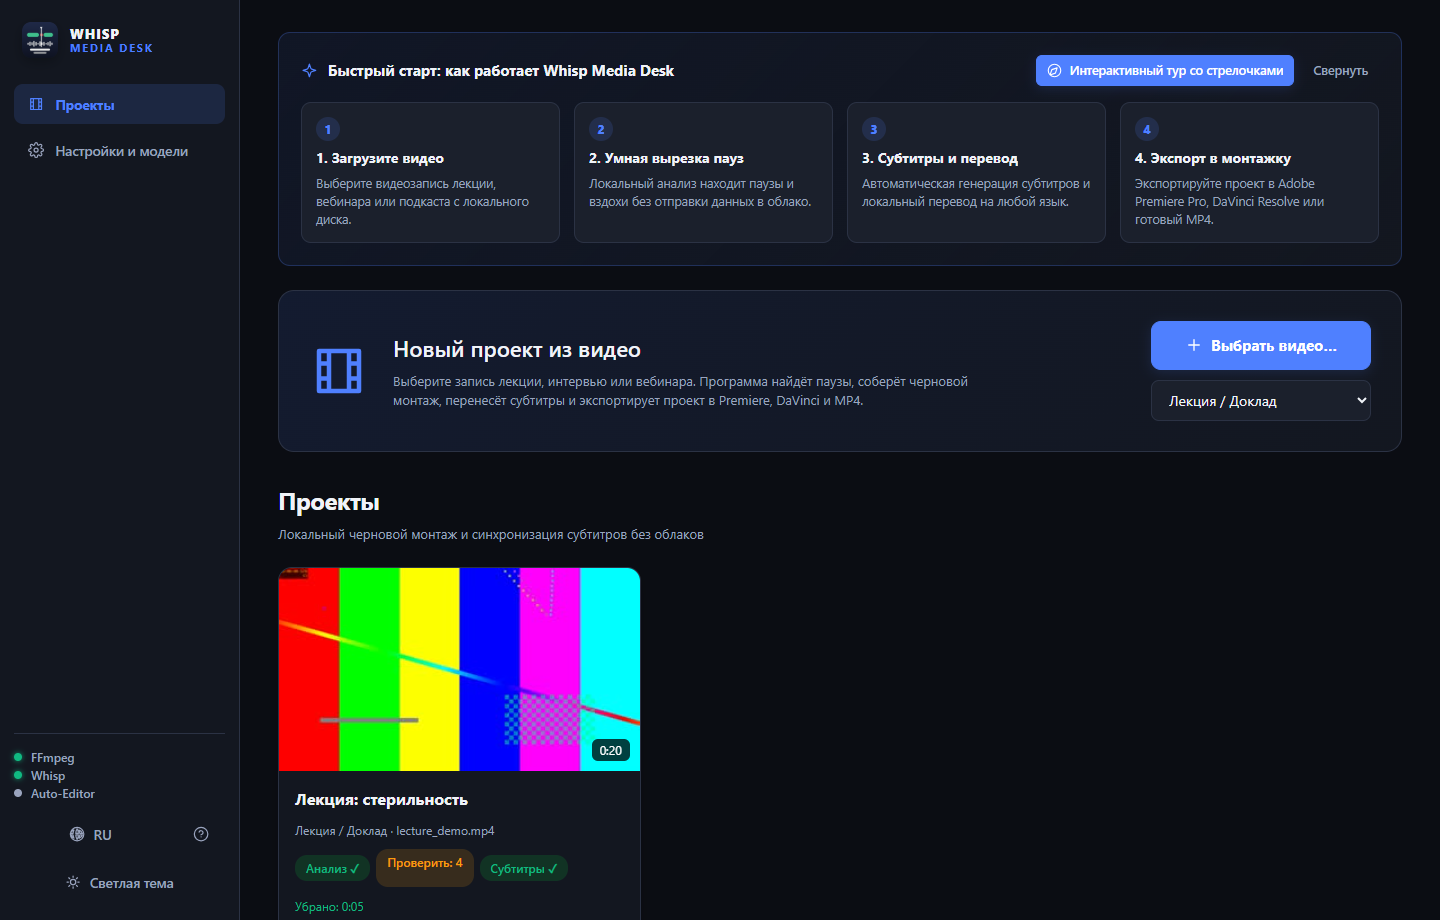 WHISP
MEDIA DESK
Проекты
Настройки и модели
FFmpeg
Whisp
Auto-Editor
RU
Светлая тема
Быстрый старт: как работает Whisp Media Desk
Интерактивный тур со стрелочками
Свернуть
1
1. Загрузите видео
Выберите видеозапись лекции,
вебинара или подкаста с локального
диска.
2
2. Умная вырезка пауз
Локальный анализ находит паузы и
вздохи без отправки данных в облако.
3
3. Субтитры и перевод
Автоматическая генерация субтитров и
локальный перевод на любой язык.
4
4. Экспорт в монтажку
Экспортируйте проект в Adobe
Premiere Pro, DaVinci Resolve или
готовый MP4.
Новый проект из видео
Выберите запись лекции, интервью или вебинара. Программа найдёт паузы, соберёт черновой
монтаж, перенесёт субтитры и экспортирует проект в Premiere, DaVinci и MP4.
+ Выбрать видео...
Лекция / Доклад
Проекты
Локальный черновой монтаж и синхронизация субтитров без облаков
0:20
Лекция: стерильность
Лекция / Доклад · lecture_demo.mp4
Анализ ✓
Проверить: 4
Субтитры ✓
Убрано: 0:05